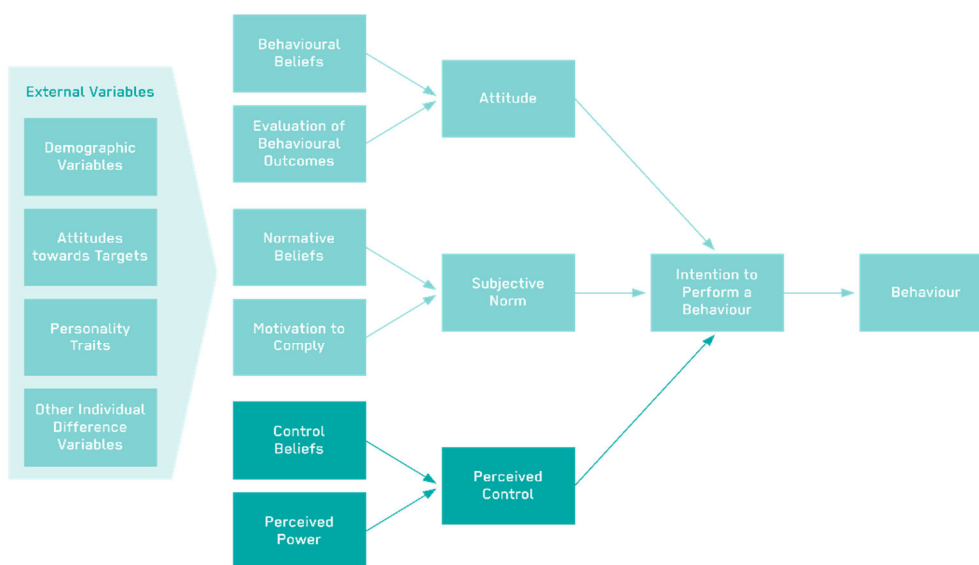 External Variables
Demographic
Variables
Attitudes
towards Targets
Personality
Traits
Other Individual
Difference
Variables
Behavioural
Beliefs
Evaluation of
Behavioural
Outcomes
Normative
Beliefs
Motivation to
Comply
Control
Beliefs
Perceived
Power
Attitude
Subjective
Norm
Perceived
Control
Intention to
Perform a
Behaviour
Behaviour